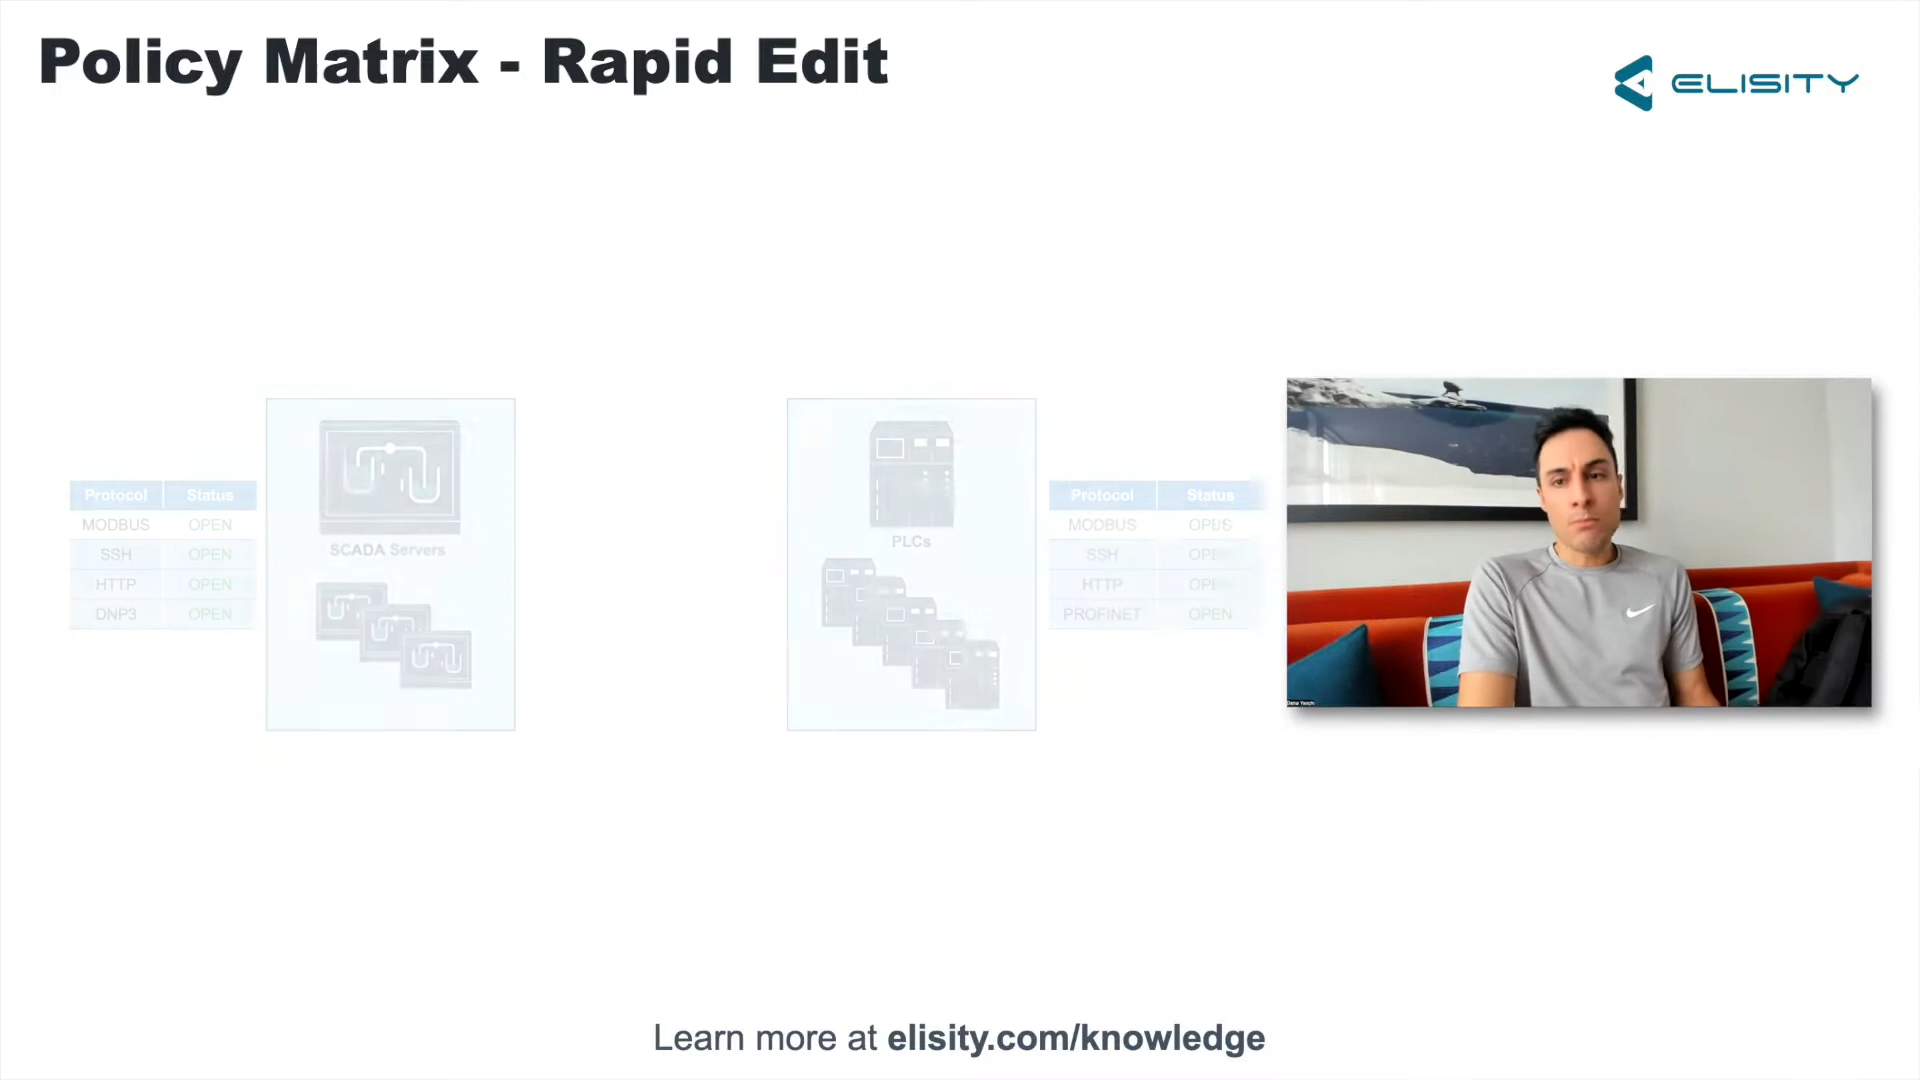 Policy Matrix - Rapid Edit
ELISITY
Protocol Status
MODBUS OPEN
SSH OPEN
HTTP OPEN
DNP3 OPEN
SCADA Servers
PLCs
Protocol Status
MODBUS
SSH
HTTP
PROFINET OPEN
Learn more at elisity.com/knowledge